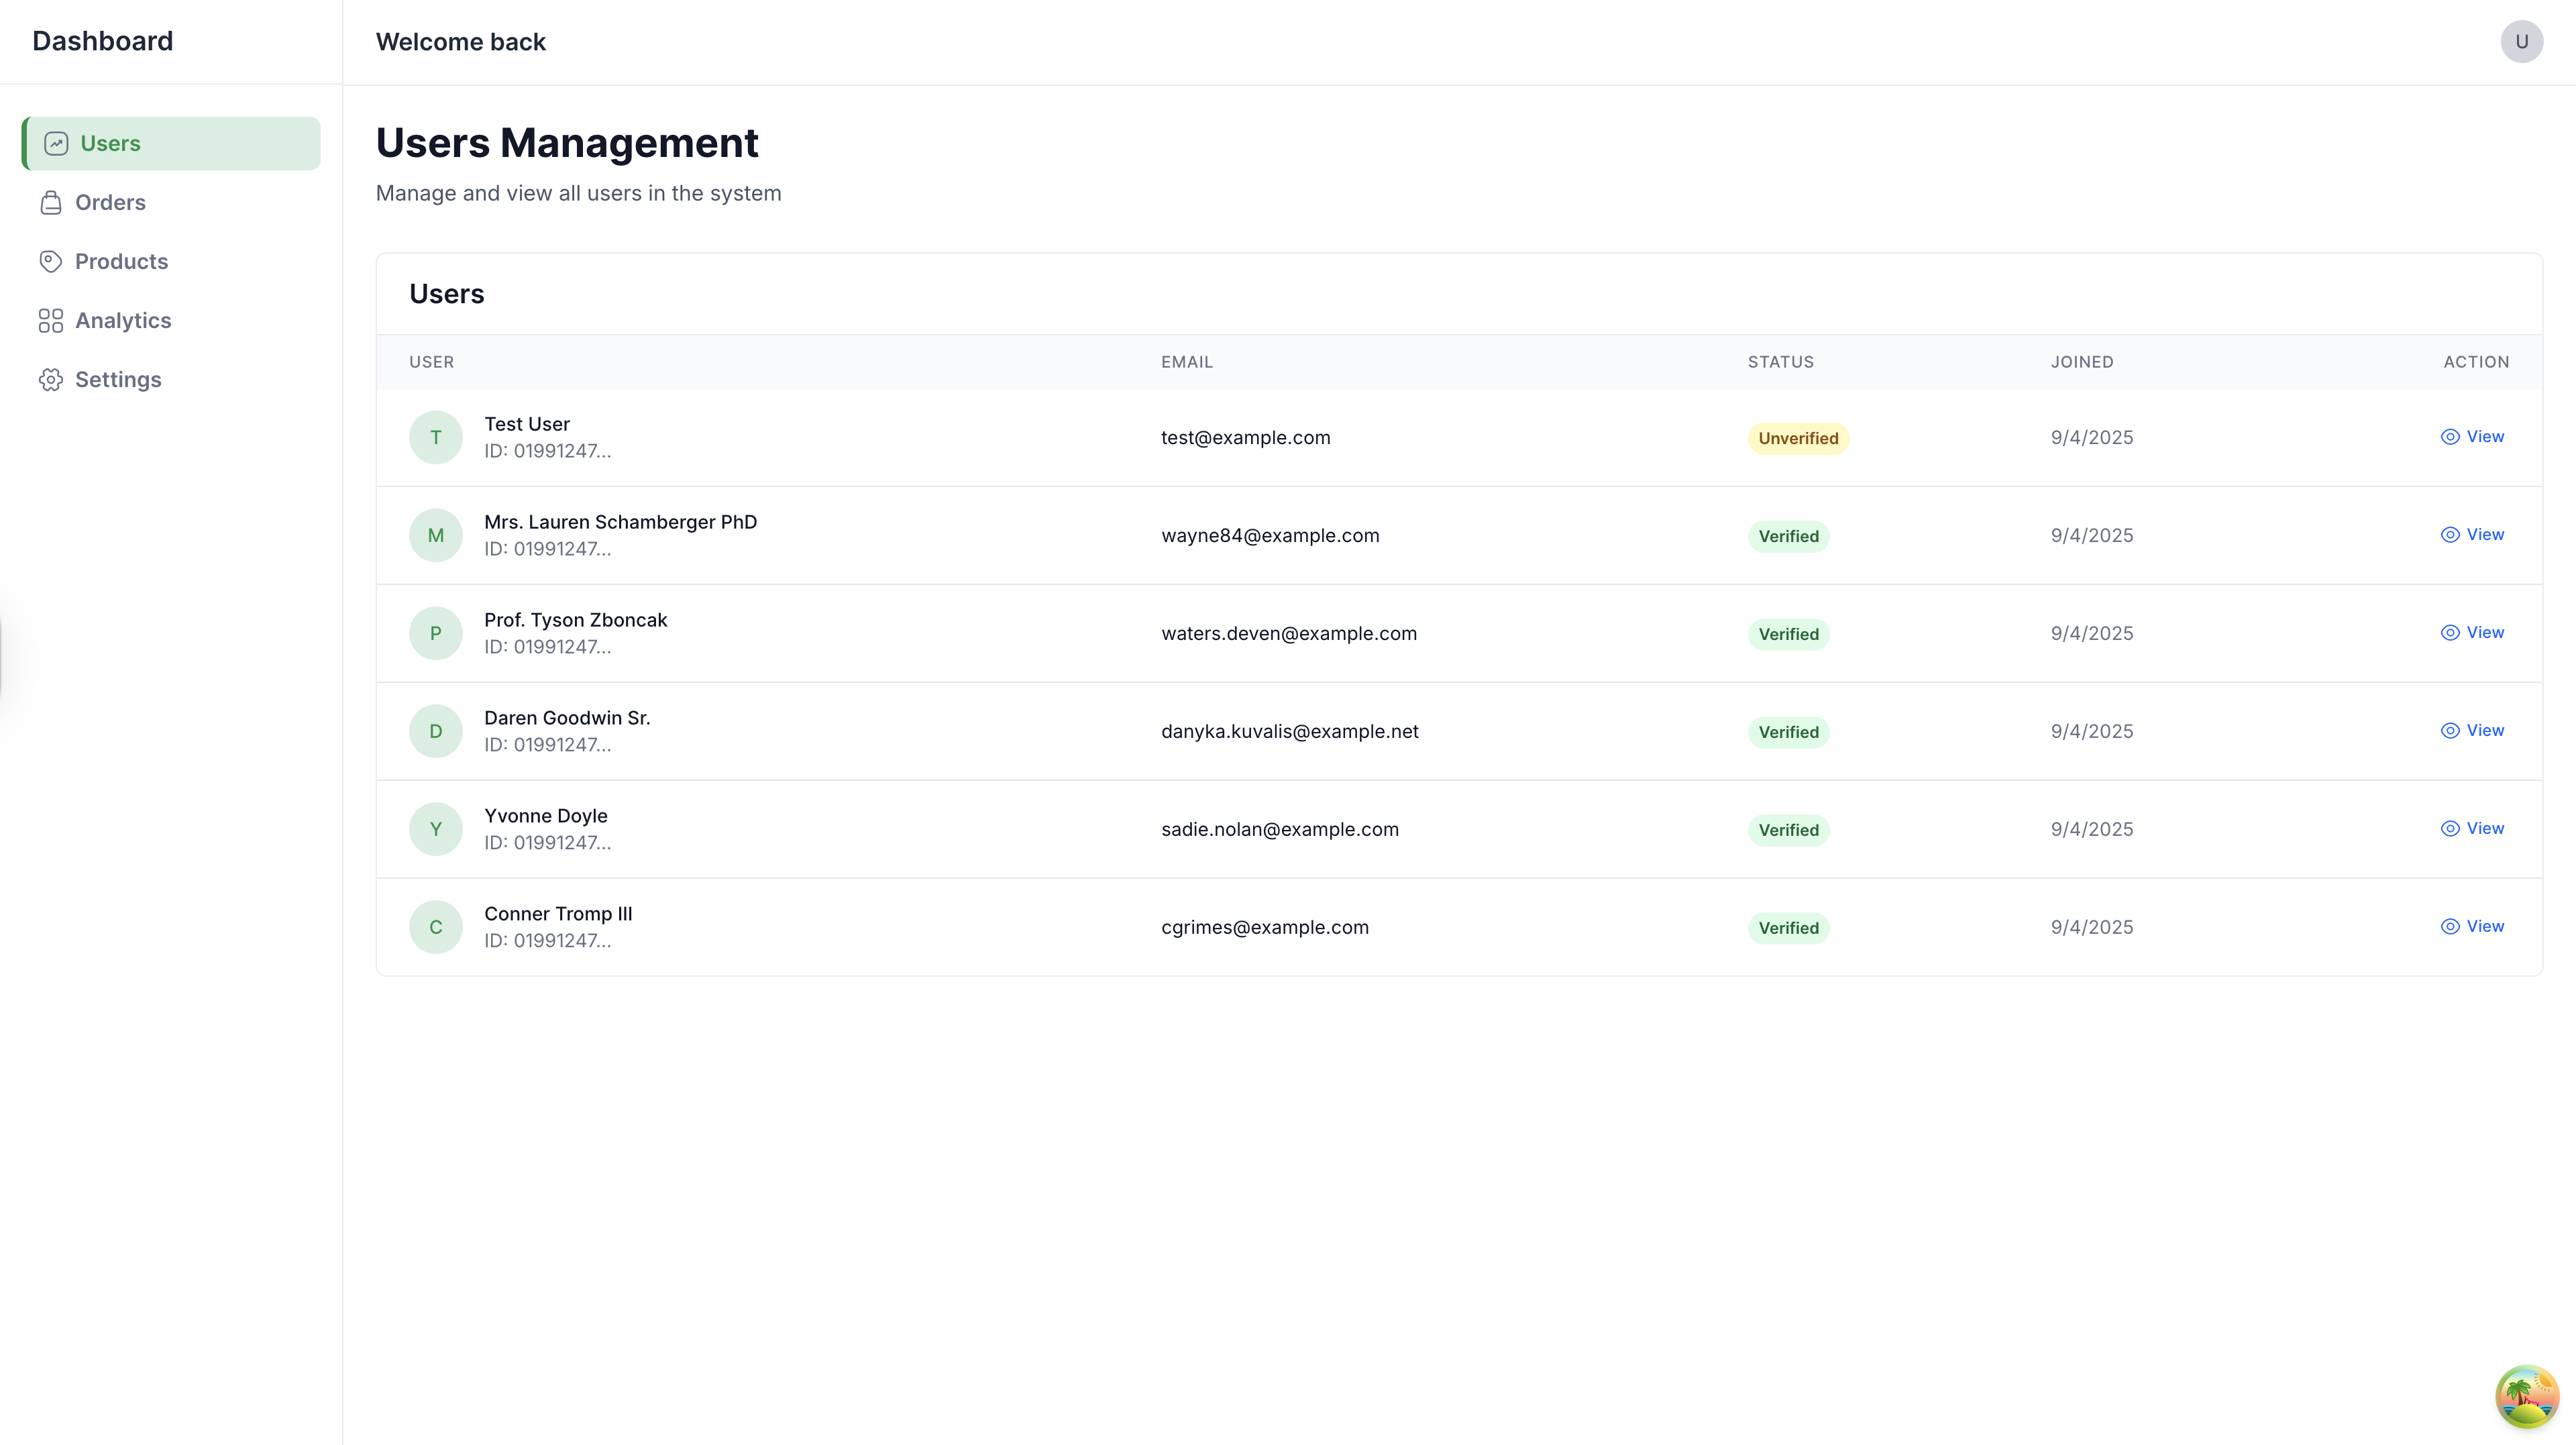 Dashboard
Welcome back
U
Users
Orders
Products
Analytics
Settings
Users Management
Manage and view all users in the system
Users
USER EMAIL STATUS JOINED ACTION
T Test User
ID: 01991247... test@example.com Unverified 9/4/2025 View
M Mrs. Lauren Schamberger PhD
ID: 01991247... wayne84@example.com Verified 9/4/2025 View
P Prof. Tyson Zboncak
ID: 01991247... waters.deven@example.com Verified 9/4/2025 View
D Daren Goodwin Sr.
ID: 01991247... danyka.kuvalis@example.net Verified 9/4/2025 View
Y Yvonne Doyle
ID: 01991247... sadie.nolan@example.com Verified 9/4/2025 View
C Conner Tromp III
ID: 01991247... cgrimes@example.com Verified 9/4/2025 View